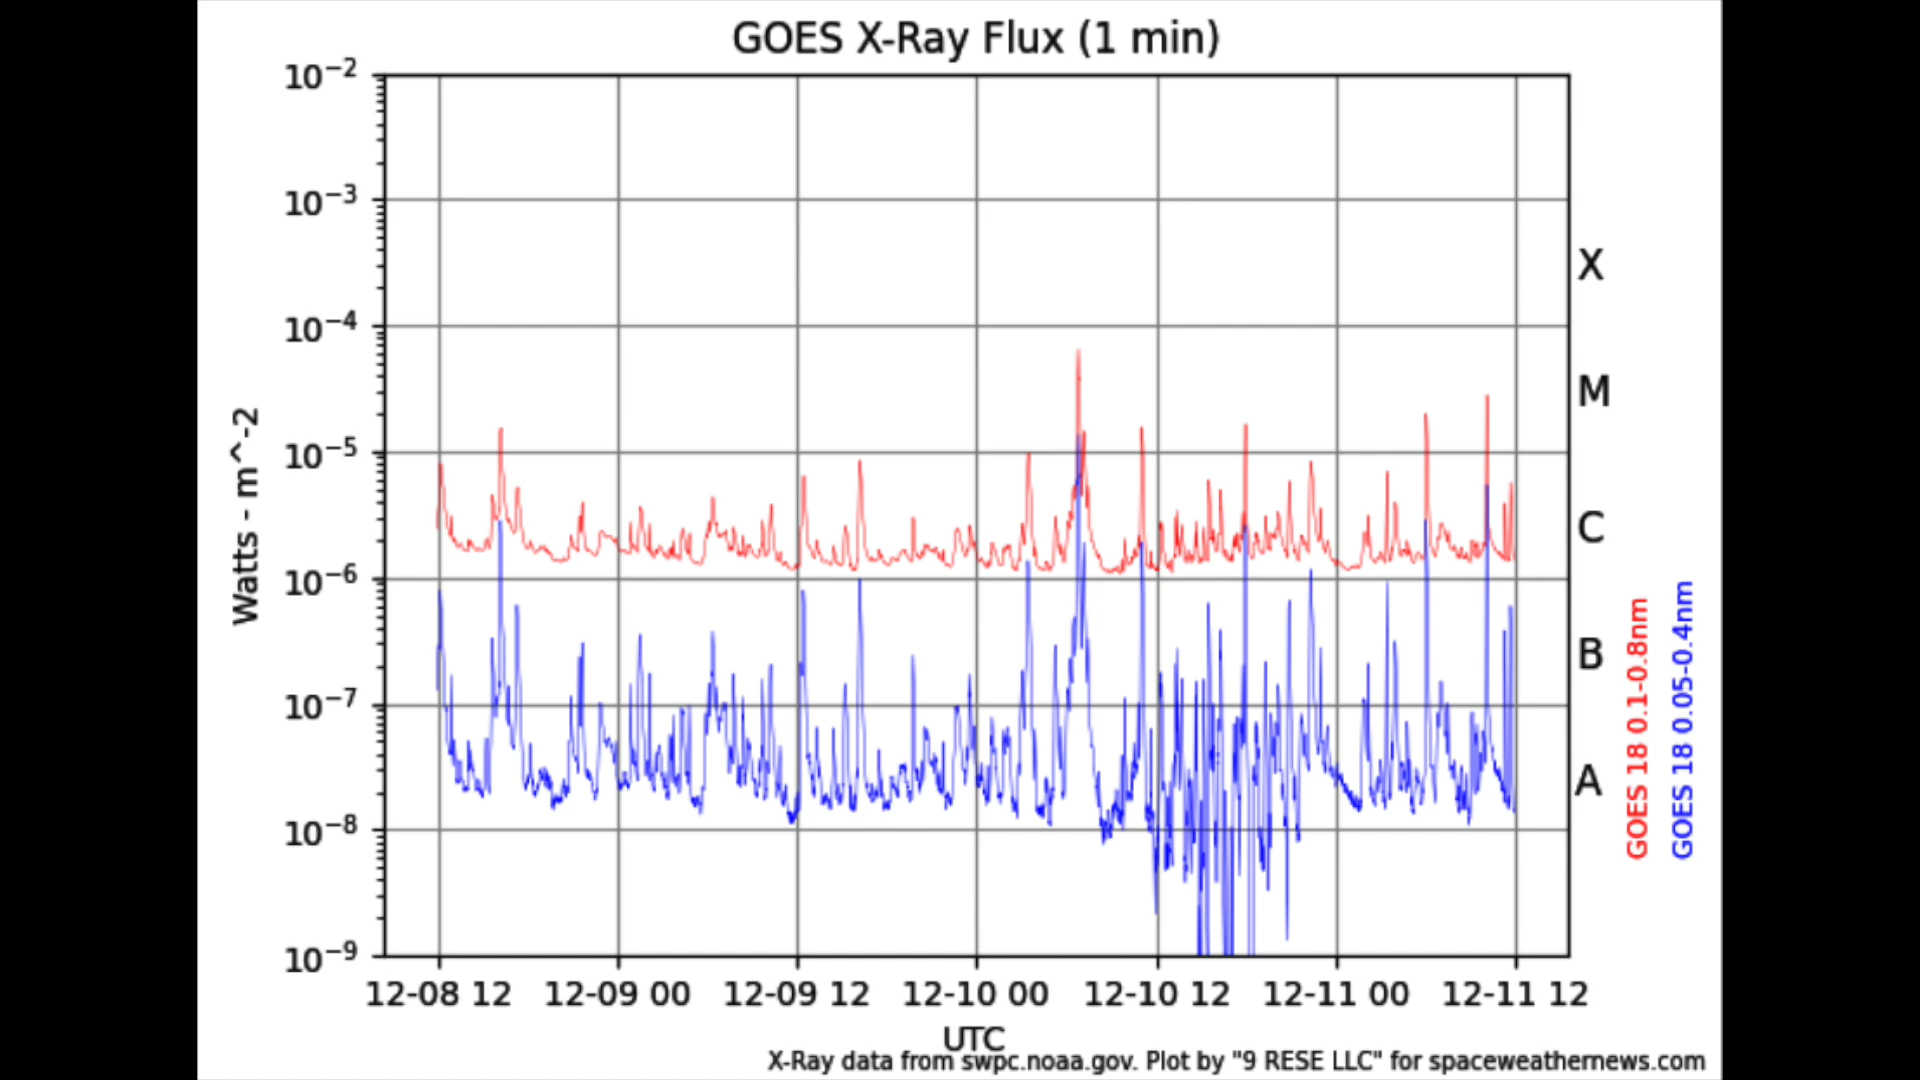 GOES X-Ray Flux (1 min)
10−2
10−3
10−4
10−5
10−6
10−7
10−8
10−9
Watts - m^-2
X
M
C
B
A
GOES 18 0.1-0.8nm
GOES 18 0.05-0.4nm
12-08 12 12-09 00 12-09 12 12-10 00 12-10 12 12-11 00 12-11 12
UTC
X-Ray data from swpc.noaa.gov. Plot by "9 RESE LLC" for spaceweathernews.com